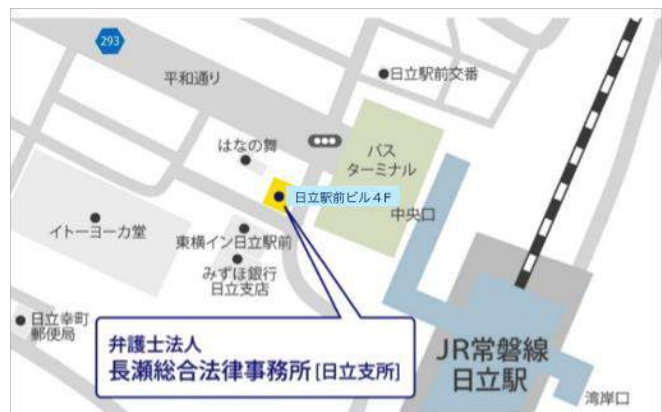 293
平和通り
日立駅前交番
はなの舞
バス
ターミナル
日立駅前ビル4F
中央口
イトーヨーカ堂
東横イン日立駅前
みずほ銀行
日立支店
日立幸町
郵便局
弁護士法人
長瀬総合法律事務所[日立支所]
JR常磐線
日立駅
湾岸口